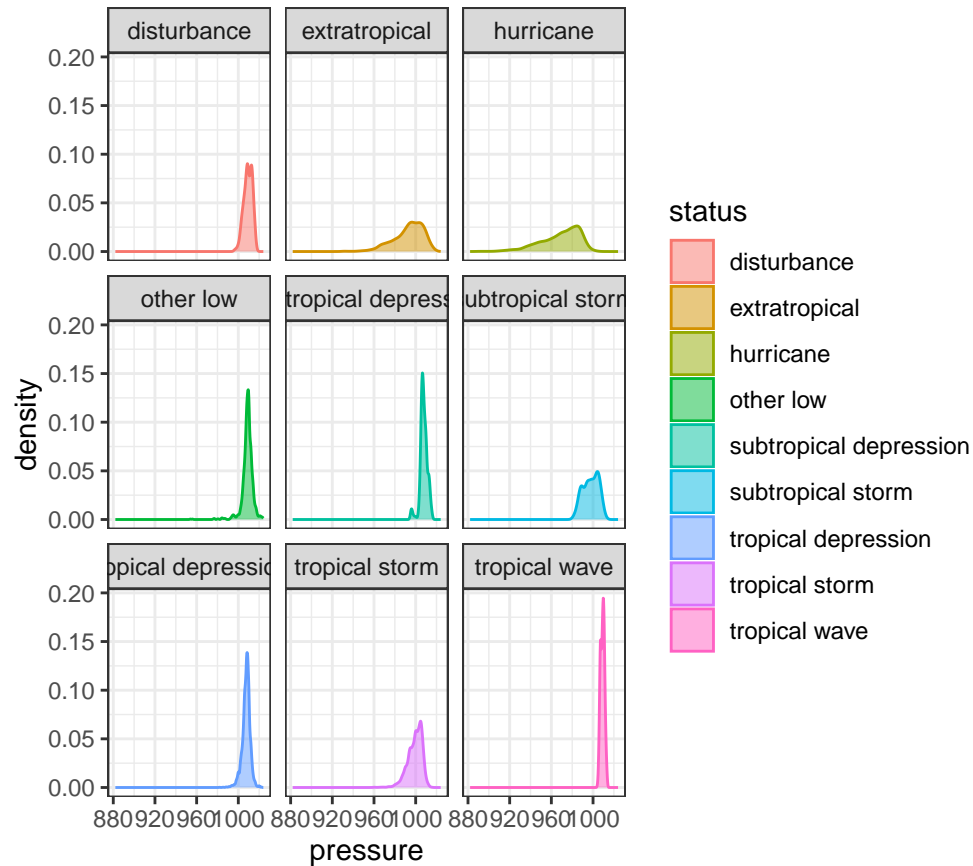 disturbance extratropical hurricane
0.20
0.15
0.10
0.05
0.00
other low tropical depress ubtropical storm
0.20
0.15
0.10
0.05
0.00
opical depressio tropical storm tropical wave
0.20
0.15
0.10
0.05
0.00
880 920 960 1000 880 920 960 1000 880 920 960 1000
pressure
density
status
disturbance
extratropical
hurricane
other low
subtropical depression
subtropical storm
tropical depression
tropical storm
tropical wave